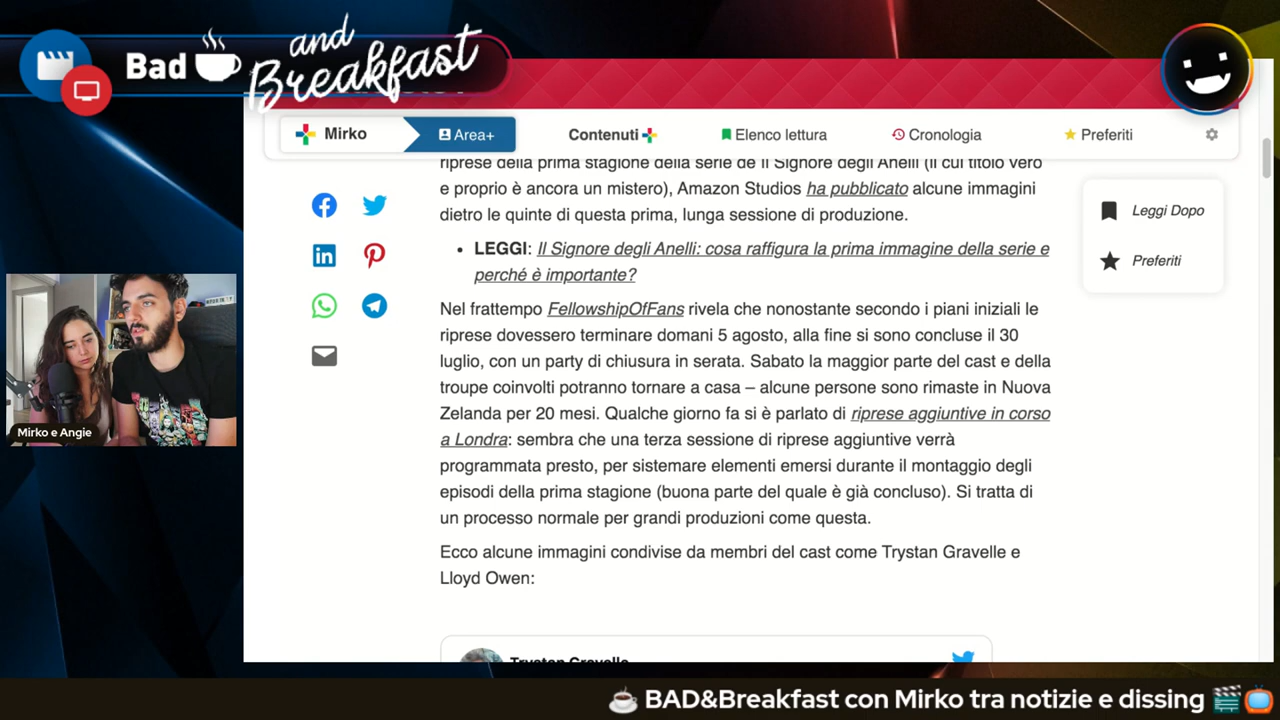 Bad and Breakfast
Mirko
Area+
Contenuti
Elenco lettura
Cronologia
Preferiti
riprese della prima stagione della serie de Il Signore degli Anelli (il cui titolo vero
e proprio è ancora un mistero), Amazon Studios ha pubblicato alcune immagini
dietro le quinte di questa prima, lunga sessione di produzione.
• LEGGI: Il Signore degli Anelli: cosa raffigura la prima immagine della serie e
perché è importante?
Nel frattempo FellowshipOfFans rivela che nonostante secondo i piani iniziali le
riprese dovessero terminare domani 5 agosto, alla fine si sono concluse il 30
luglio, con un party di chiusura in serata. Sabato la maggior parte del cast e della
troupe coinvolti potranno tornare a casa – alcune persone sono rimaste in Nuova
Zelanda per 20 mesi. Qualche giorno fa si è parlato di riprese aggiuntive in corso
a Londra: sembra che una terza sessione di riprese aggiuntive verrà
programmata presto, per sistemare elementi emersi durante il montaggio degli
episodi della prima stagione (buona parte del quale è già concluso). Si tratta di
un processo normale per grandi produzioni come questa.
Ecco alcune immagini condivise da membri del cast come Trystan Gravelle e
Lloyd Owen:
Trystan Gravelle
Leggi Dopo
Preferiti
Mirko e Angie
☕ BAD&Breakfast con Mirko tra notizie e dissing 🎬📺